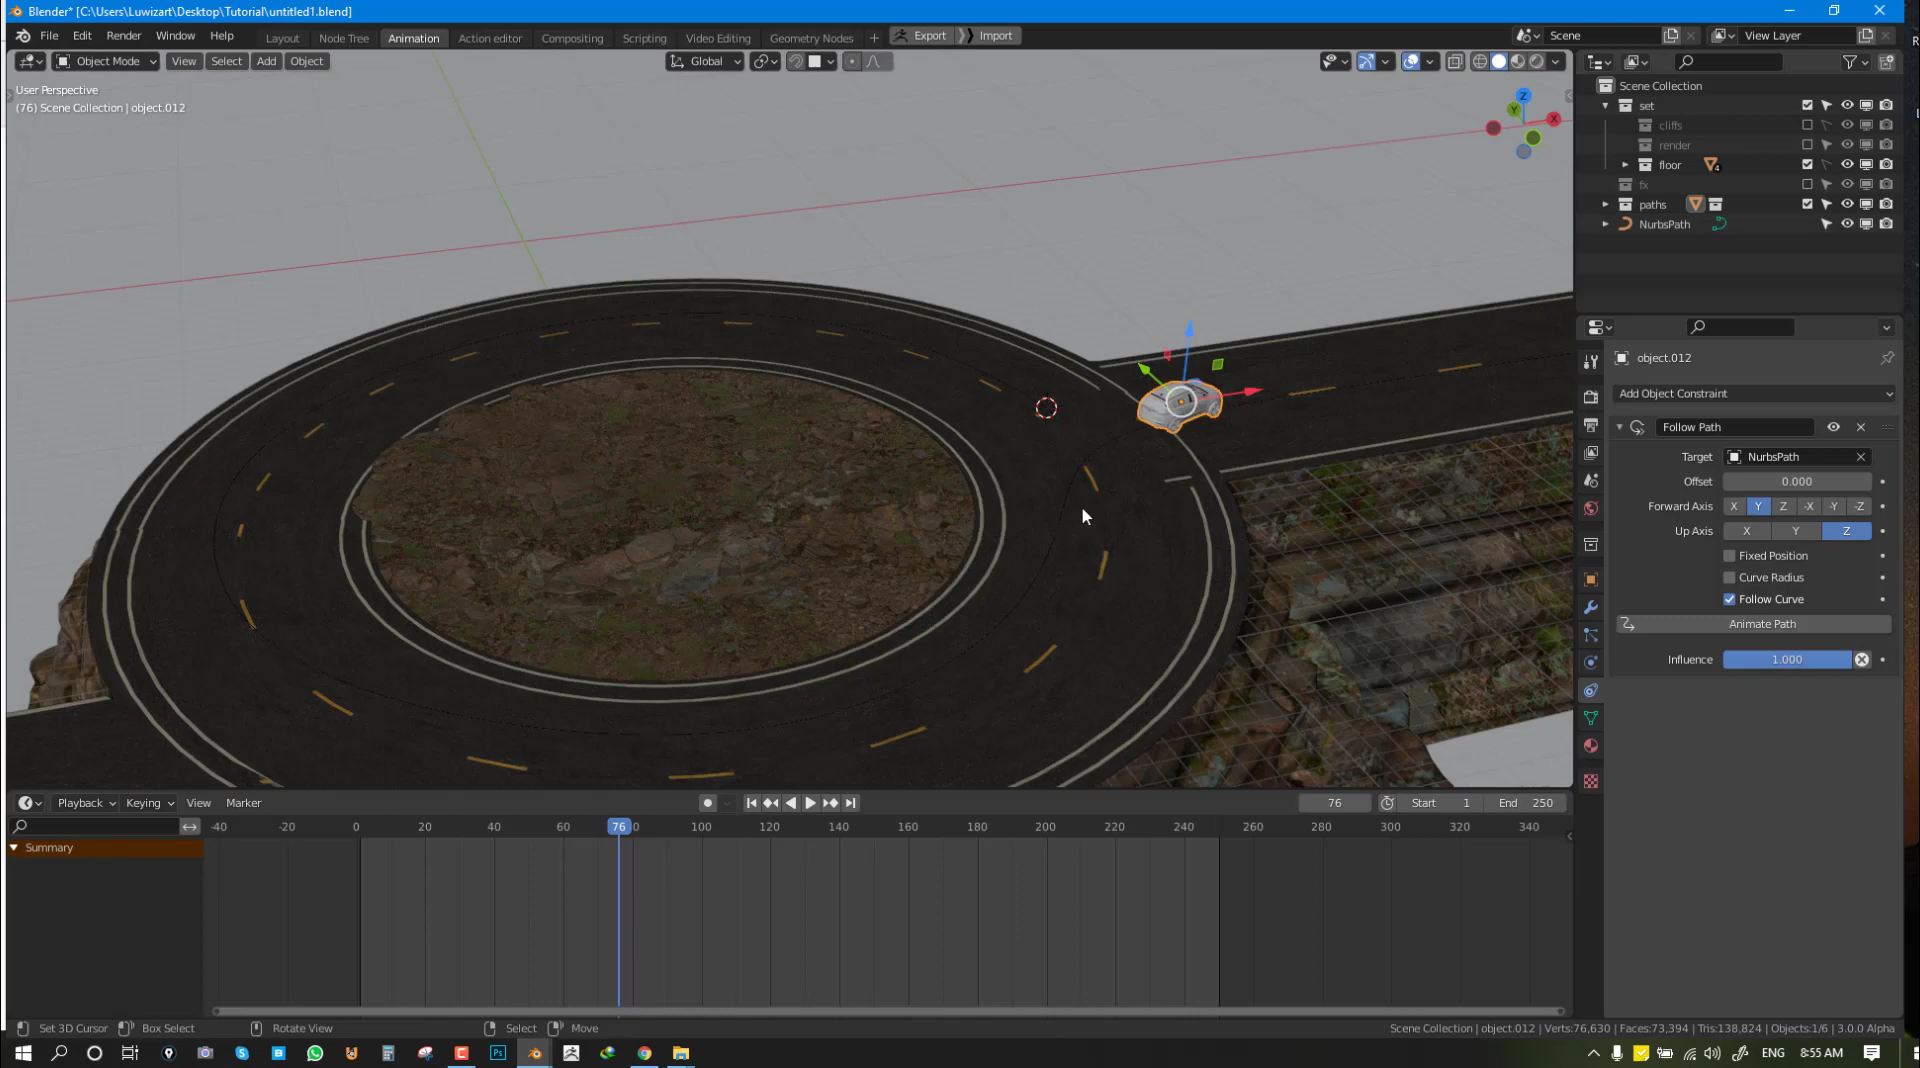 Blender* [C:\Users\Luwizart\Desktop\Tutorial\untitled1.blend]
File Edit Render Window Help Layout Node Tree Animation Action editor Compositing Scripting Video Editing Geometry Nodes + Export Import Scene View Layer
Object Mode View Select Add Object Global
User Perspective
(76) Scene Collection | object.012
Z
Y
X
Scene Collection
set
cliffs
render
floor 4
fx
paths
NurbsPath
object.012
Add Object Constraint
Follow Path
Target NurbsPath
Offset 0.000
Forward Axis X Y Z -X -Y -Z
Up Axis X Y Z
Fixed Position
Curve Radius
Follow Curve
Animate Path
Influence 1.000
Playback Keying View Marker 76 Start 1 End 250
-40 -20 0 20 40 60 76 0 100 120 140 160 180 200 220 240 260 280 300 320 340
Summary
Set 3D Cursor Box Select Rotate View Select Move Scene Collection | object.012 | Verts:76,630 | Faces:73,394 | Tris:138,824 | Objects:1/6 | 3.0.0 Alpha
Ps ENG 8:55 AM